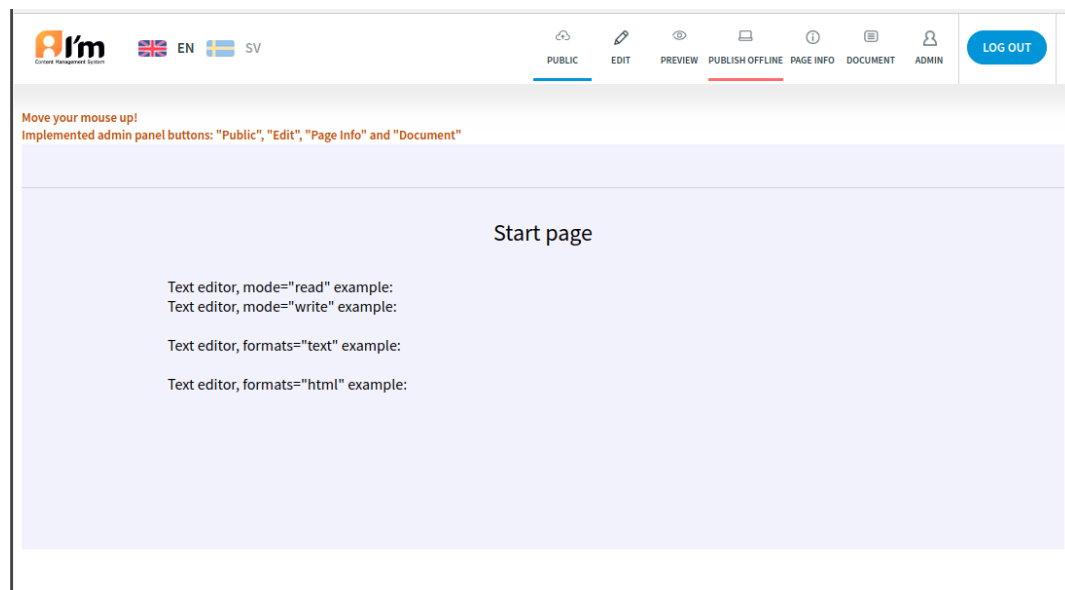 I'm
Content Management System
EN
SV
PUBLIC
EDIT
PREVIEW
PUBLISH OFFLINE
PAGE INFO
DOCUMENT
ADMIN
LOG OUT
Move your mouse up!
Implemented admin panel buttons: "Public", "Edit", "Page Info" and "Document"
Start page
Text editor, mode="read" example:
Text editor, mode="write" example:
Text editor, formats="text" example:
Text editor, formats="html" example: